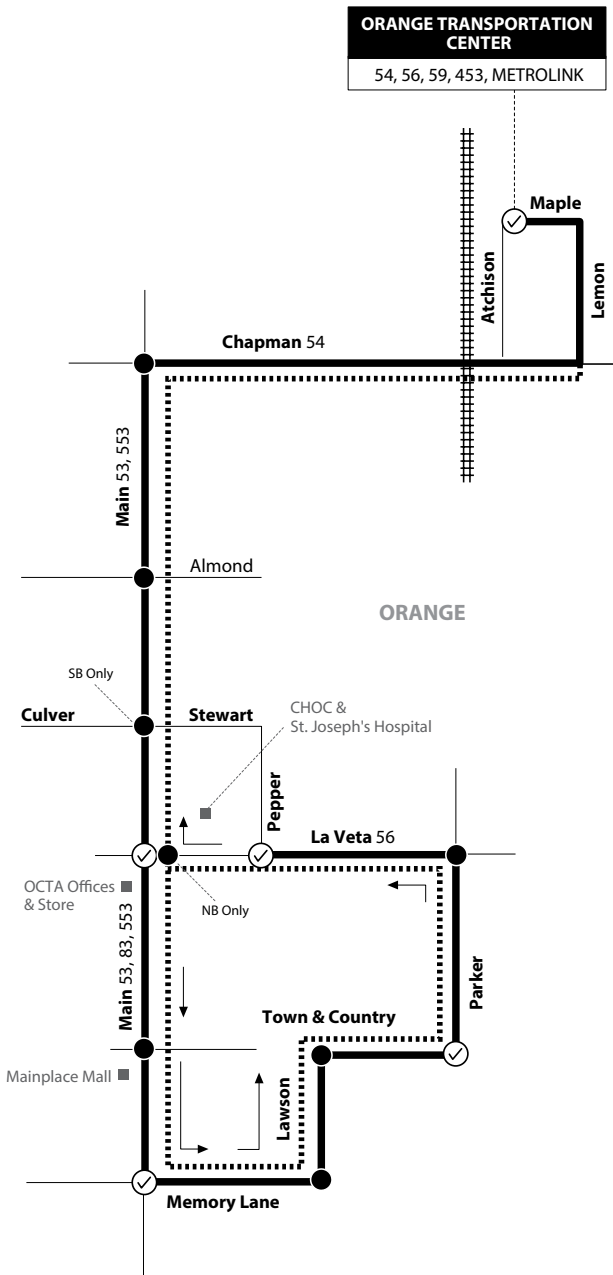 ORANGE TRANSPORTATION
CENTER
54, 56, 59, 453, METROLINK
Maple
Atchison
Lemon
Chapman 54
Main 53, 553
Almond
ORANGE
SB Only
Culver
Stewart
CHOC &
St. Joseph's Hospital
Pepper
La Veta 56
OCTA Offices
& Store
NB Only
Main 53, 83, 553
Parker
Town & Country
Mainplace Mall
Lawson
Memory Lane